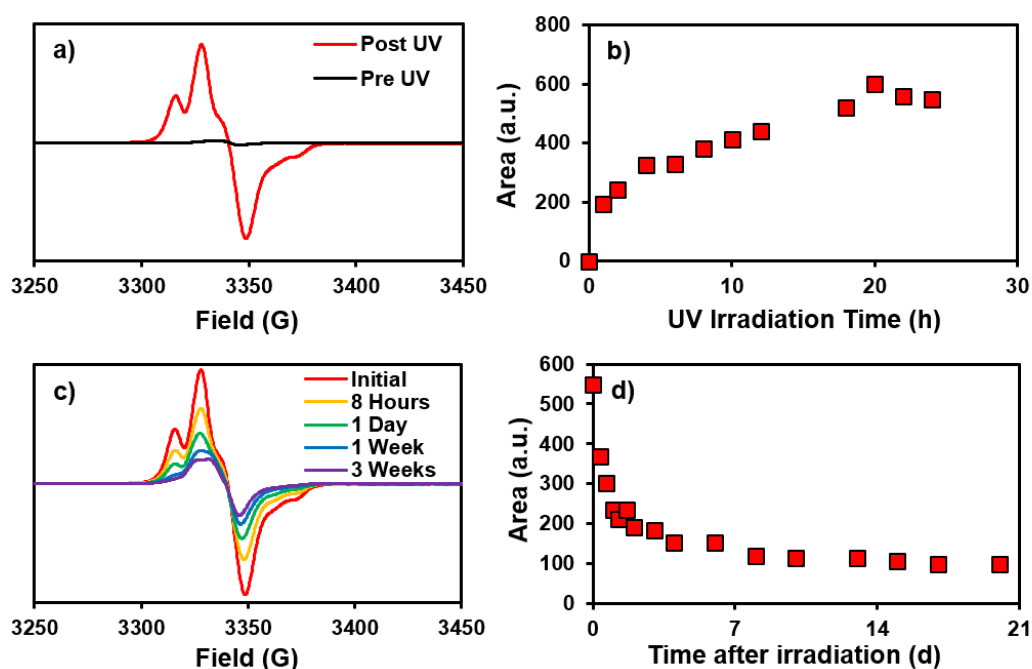 a)
Post UV
Pre UV
3250 3300 3350 3400 3450
Field (G)
b)
Area (a.u.)
800
600
400
200
0
0 10 20 30
UV Irradiation Time (h)
c)
Initial
8 Hours
1 Day
1 Week
3 Weeks
3250 3300 3350 3400 3450
Field (G)
d)
Area (a.u.)
600
500
400
300
200
100
0
0 7 14 21
Time after irradiation (d)